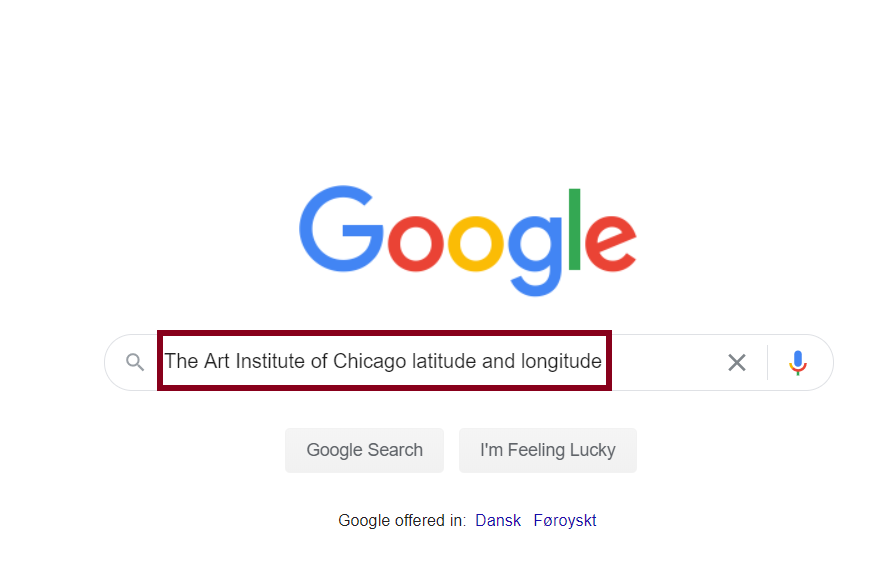 Google
The Art Institute of Chicago latitude and longitude
Google Search I'm Feeling Lucky
Google offered in: Dansk Føroyskt